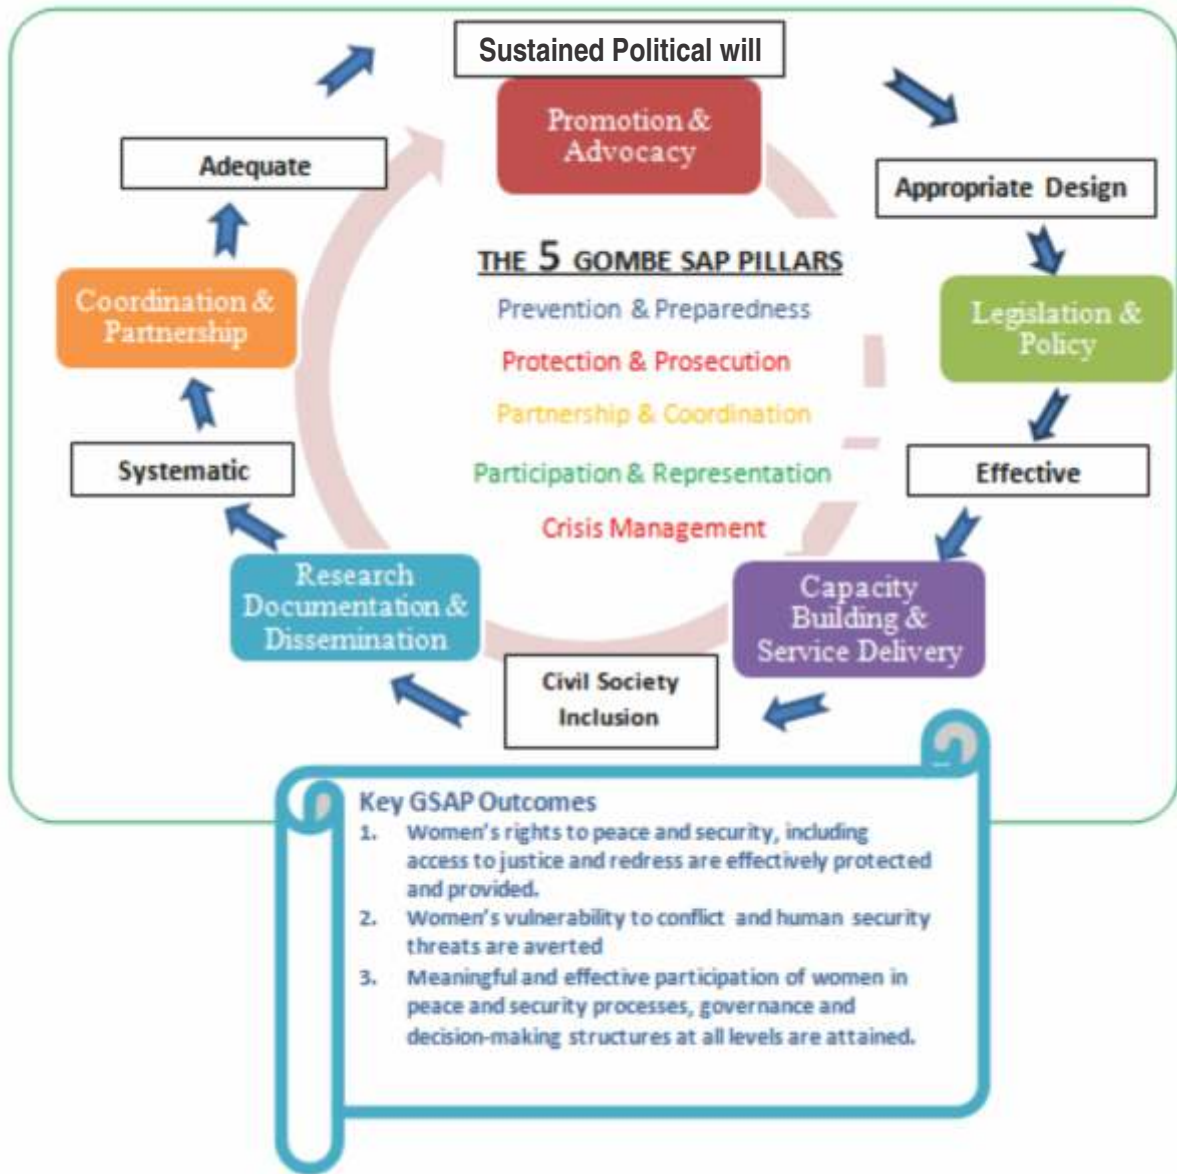 Sustained Political will
Promotion &
Advocacy
Adequate
Appropriate Design
THE 5 GOMBE SAP PILLARS
Prevention & Preparedness
Protection & Prosecution
Partnership & Coordination
Participation & Representation
Crisis Management
Coordination &
Partnership
Legislation &
Policy
Systematic
Effective
Research
Documentation &
Dissemination
Capacity
Building &
Service Delivery
Civil Society
Inclusion
Key GSAP Outcomes
1. Women's rights to peace and security, including
access to justice and redress are effectively protected
and provided.
2. Women's vulnerability to conflict and human security
threats are averted
3. Meaningful and effective participation of women in
peace and security processes, governance and
decision-making structures at all levels are attained.